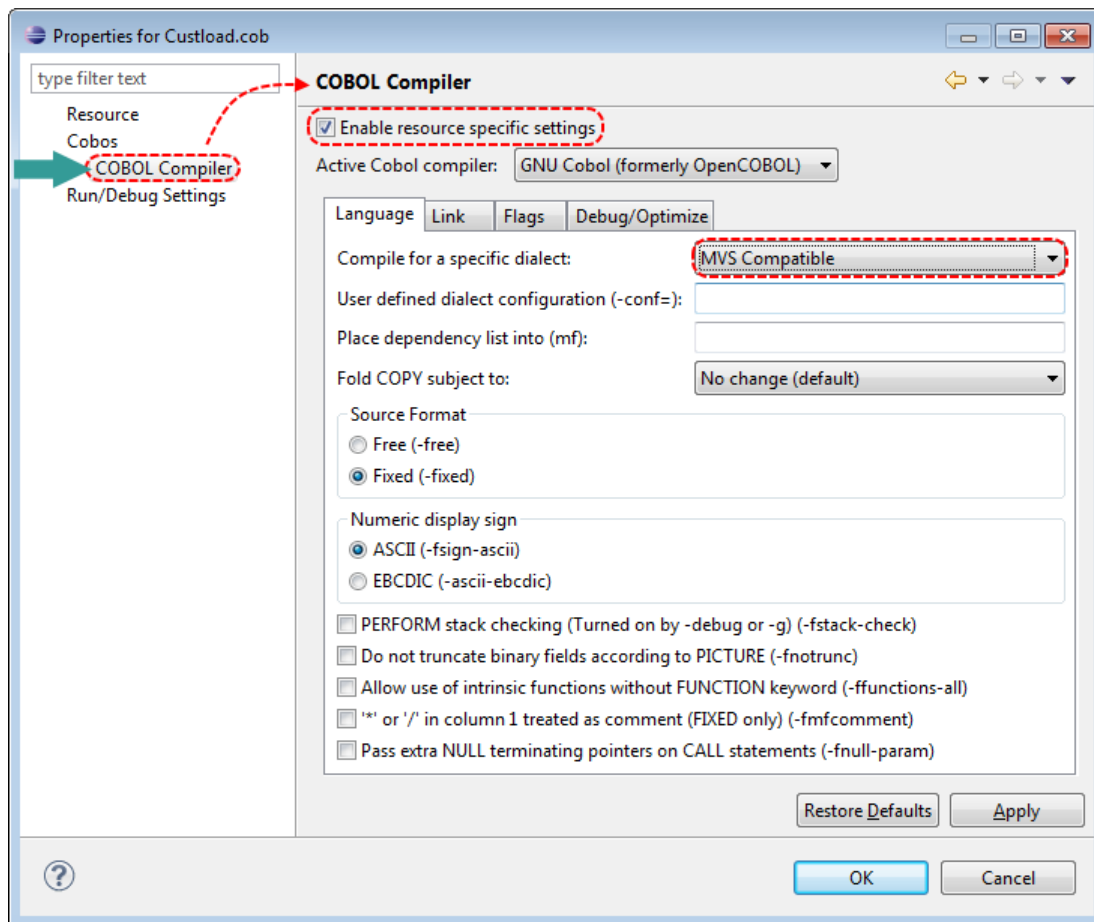 Properties for Custload.cob
type filter text
Resource
Cobos
COBOL Compiler
Run/Debug Settings
COBOL Compiler
Enable resource specific settings
Active Cobol compiler: GNU Cobol (formerly OpenCOBOL)
Language Link Flags Debug/Optimize
Compile for a specific dialect: MVS Compatible
User defined dialect configuration (-conf=):
Place dependency list into (mf):
Fold COPY subject to: No change (default)
Source Format
Free (-free)
Fixed (-fixed)
Numeric display sign
ASCII (-fsign-ascii)
EBCDIC (-ascii-ebcdic)
PERFORM stack checking (Turned on by -debug or -g) (-fstack-check)
Do not truncate binary fields according to PICTURE (-fnotrunc)
Allow use of intrinsic functions without FUNCTION keyword (-ffunctions-all)
'*' or '/' in column 1 treated as comment (FIXED only) (-fmfcomment)
Pass extra NULL terminating pointers on CALL statements (-fnull-param)
Restore Defaults Apply
? OK Cancel